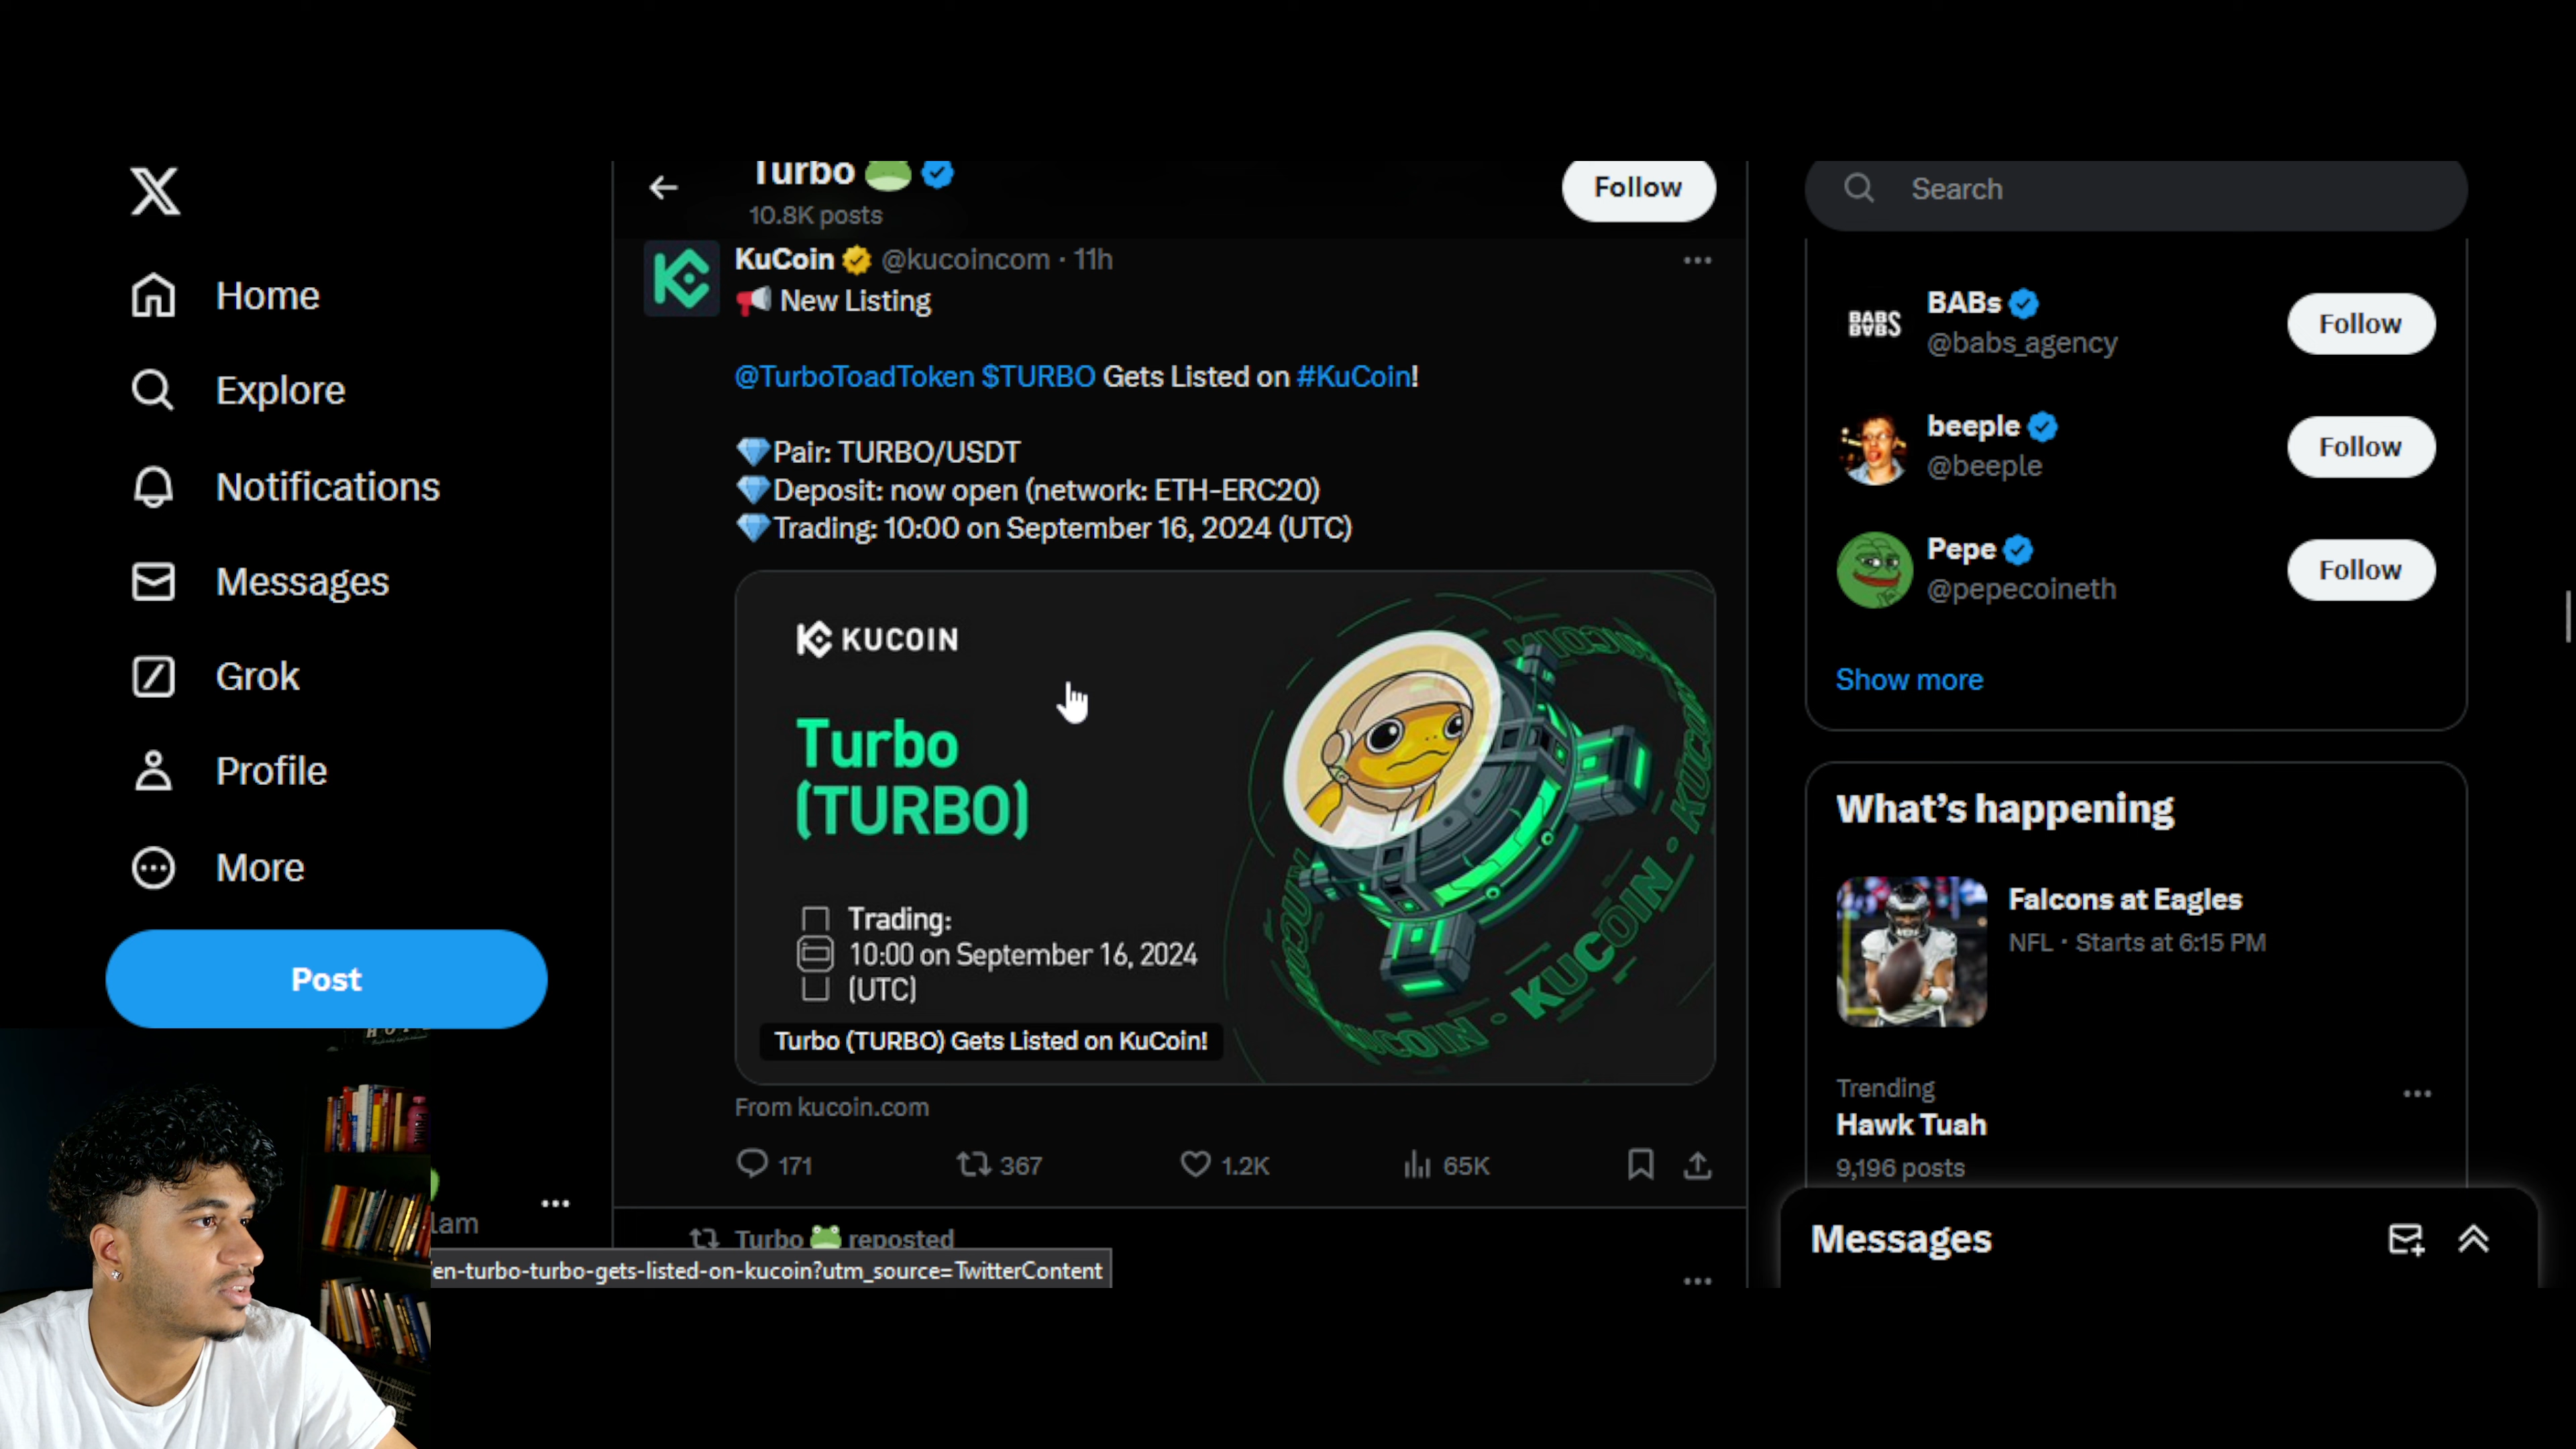 Home
Explore
Notifications
Messages
Grok
Profile
More
Post
lam
Turbo
10.8K posts
Follow
KuCoin @kucoincom · 11h
New Listing
@TurboToadToken $TURBO Gets Listed on #KuCoin!
Pair: TURBO/USDT
Deposit: now open (network: ETH-ERC20)
Trading: 10:00 on September 16, 2024 (UTC)
KUCOIN
Turbo
(TURBO)
Trading:
10:00 on September 16, 2024
(UTC)
Turbo (TURBO) Gets Listed on KuCoin!
KUCOIN · KUCOIN
From kucoin.com
171 367 1.2K 65K
Turbo reposted
en-turbo-turbo-gets-listed-on-kucoin?utm_source=TwitterContent
Search
BABS
BABs
@babs_agency
Follow
beeple
@beeple
Follow
Pepe
@pepecoineth
Follow
Show more
What's happening
Falcons at Eagles
NFL · Starts at 6:15 PM
Trending
Hawk Tuah
9,196 posts
Messages